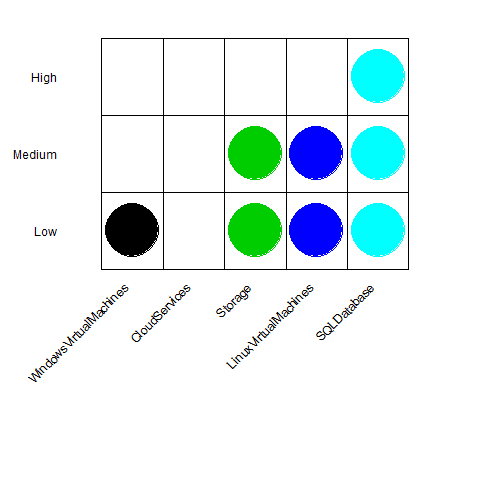 High
Medium
Low
WindowsVirtualMachines
CloudServices
Storage
LinuxVirtualMachines
SQLDatabase